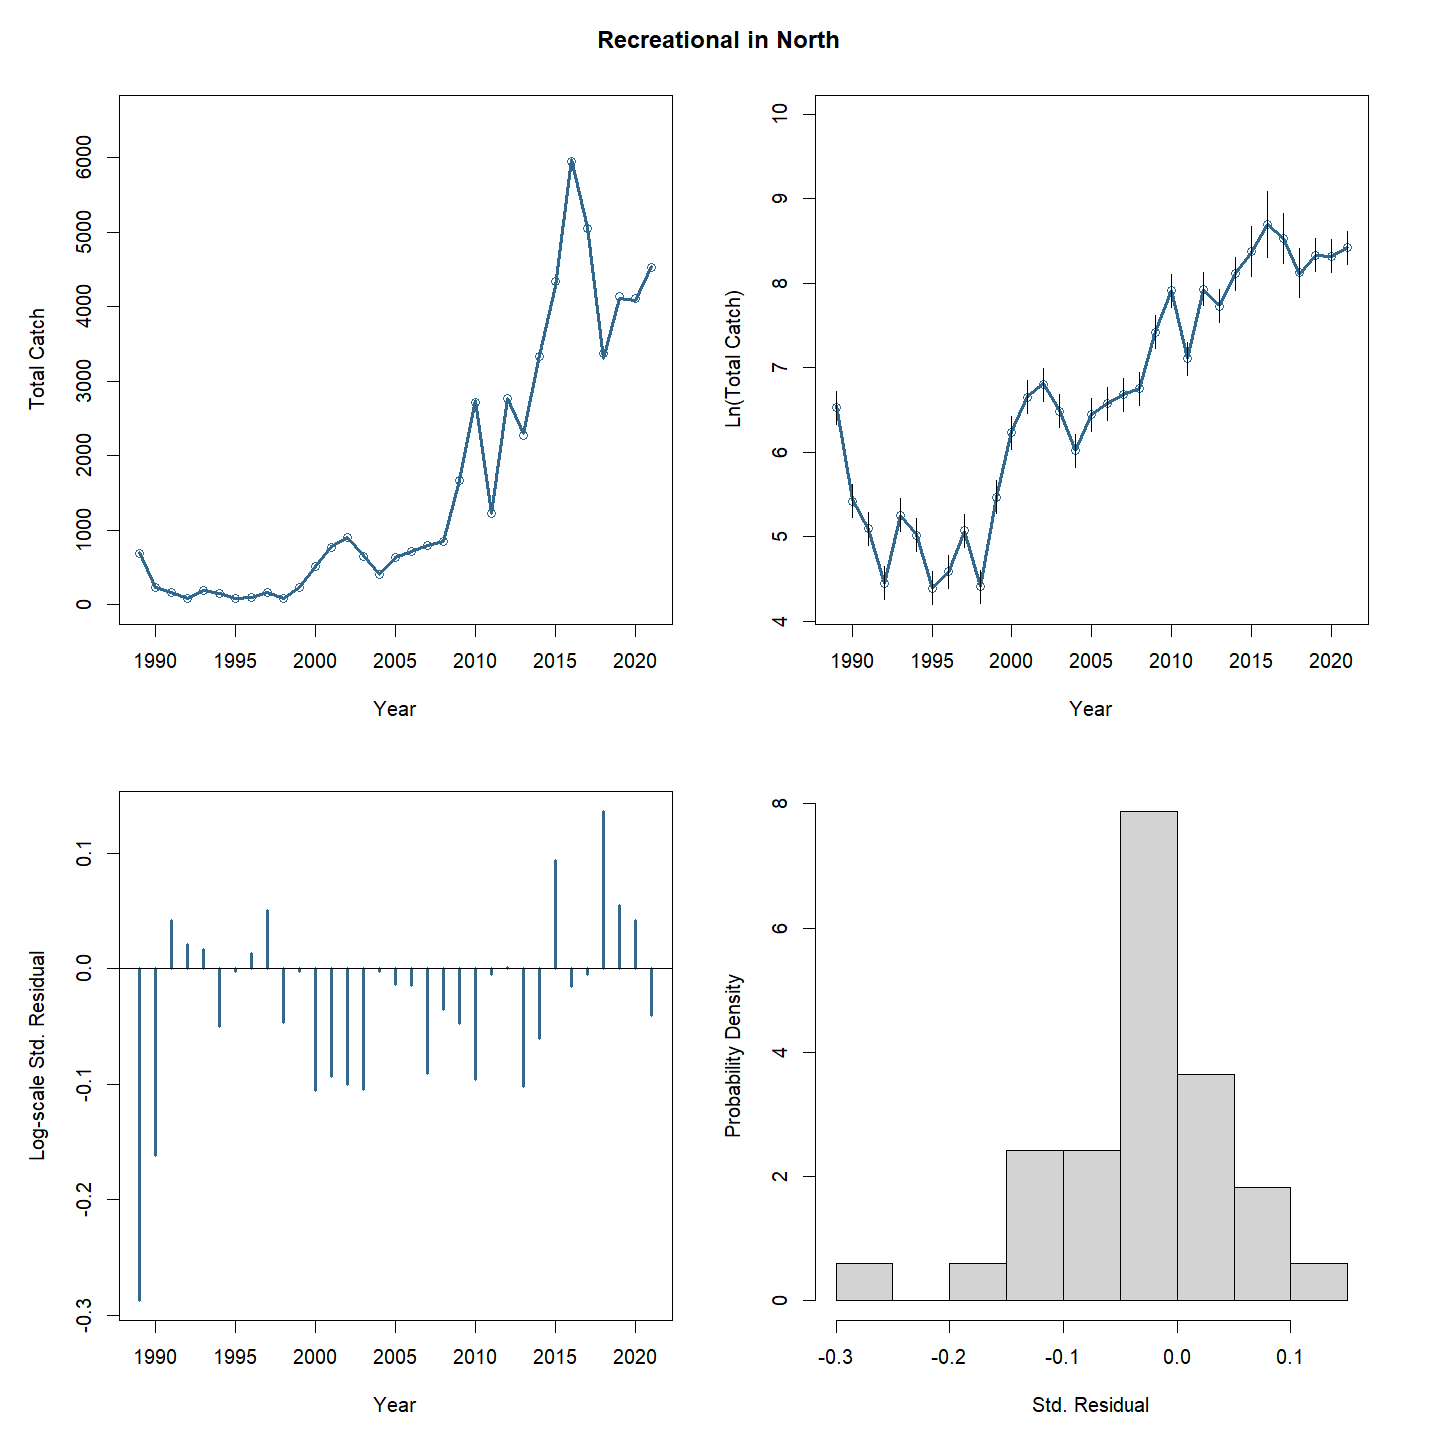 Recreational in North
Total Catch
6000
5000
4000
3000
2000
1000
0
1990 1995 2000 2005 2010 2015 2020
Year
Ln(Total Catch)
10
9
8
7
6
5
4
1990 1995 2000 2005 2010 2015 2020
Year
Log-scale Std. Residual
0.1
0.0
-0.1
-0.2
-0.3
1990 1995 2000 2005 2010 2015 2020
Year
Probability Density
8
6
4
2
0
-0.3 -0.2 -0.1 0.0 0.1
Std. Residual